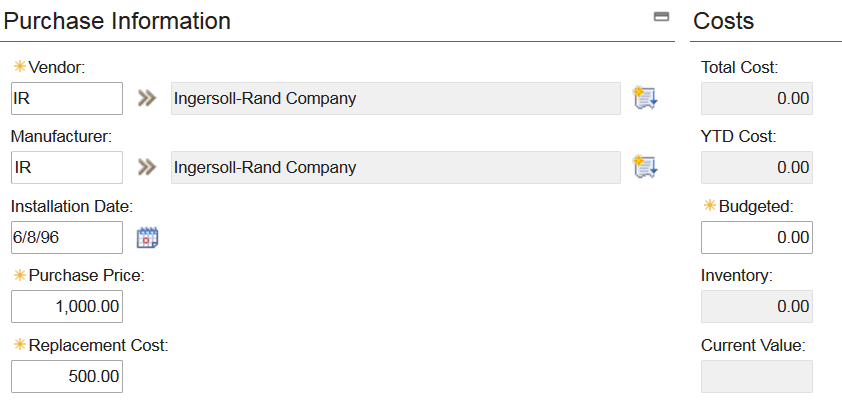 Purchase Information
Vendor:
IR Ingersoll-Rand Company
Manufacturer:
IR Ingersoll-Rand Company
Installation Date:
6/8/96
Purchase Price:
1,000.00
Replacement Cost:
500.00
Costs
Total Cost:
0.00
YTD Cost:
0.00
Budgeted:
0.00
Inventory:
0.00
Current Value: